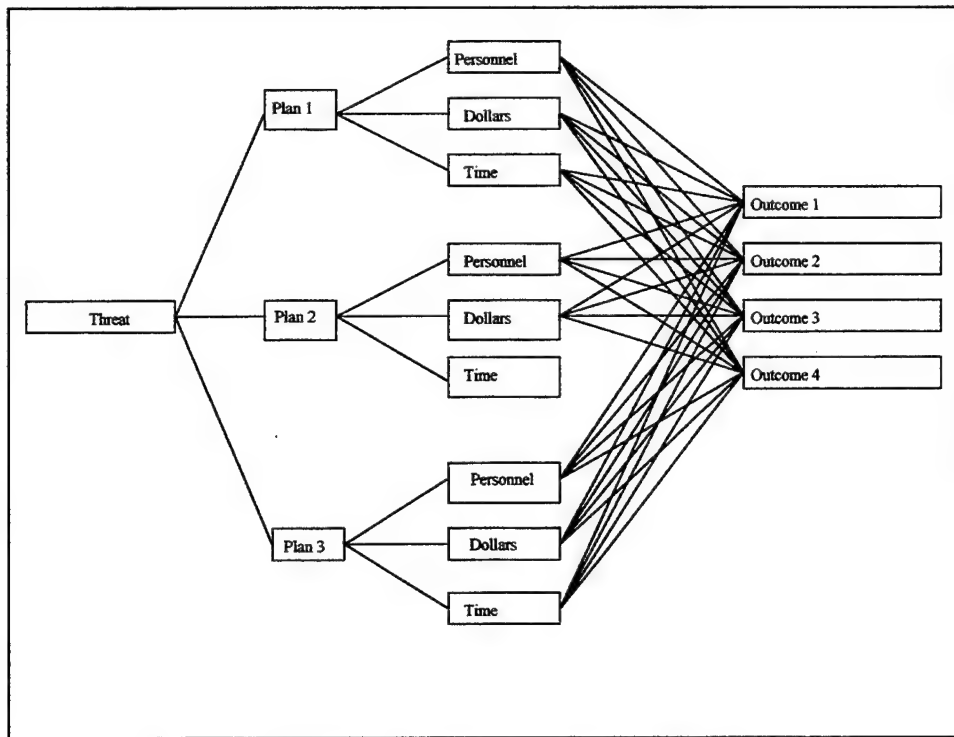 Personnel
Plan 1
Dollars
Time
Outcome 1
Personnel
Outcome 2
Threat
Plan 2
Dollars
Outcome 3
Time
Outcome 4
Personnel
Plan 3
Dollars
Time